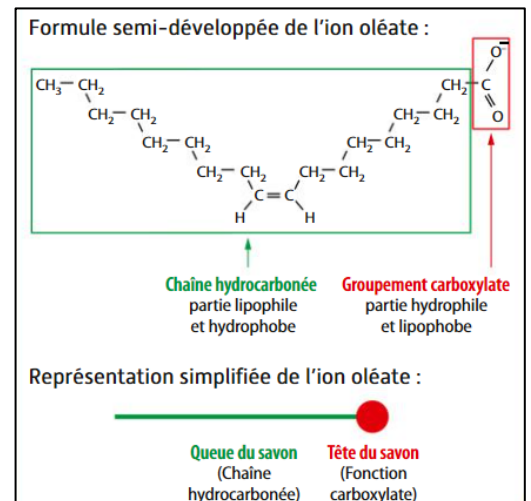 Formule semi-développée de l'ion oléate :
O⁻
CH₃ — CH₂ CH₂ — C
CH₂ — CH₂ CH₂ — CH₂ O
CH₂ — CH₂ CH₂ — CH₂
CH₂ — CH₂ CH₂ — CH₂
C = C
H H
Chaîne hydrocarbonée Groupement carboxylate
partie lipophile partie hydrophile
et hydrophobe et lipophobe
Représentation simplifiée de l'ion oléate :
Queue du savon Tête du savon
(Chaîne (Fonction
hydrocarbonée) carboxylate)